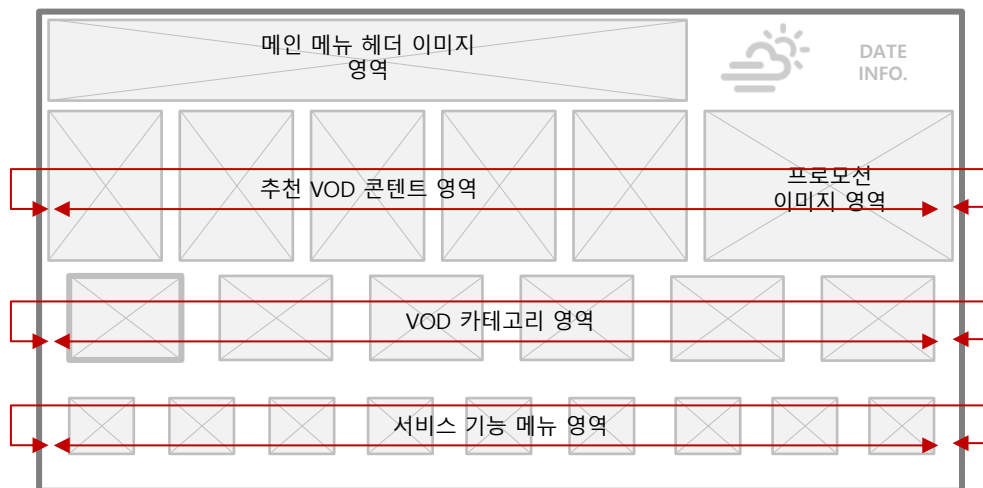 메인 메뉴 헤더 이미지
영역
DATE
INFO.
추천 VOD 콘텐트 영역
프로모션
이미지 영역
VOD 카테고리 영역
서비스 기능 메뉴 영역